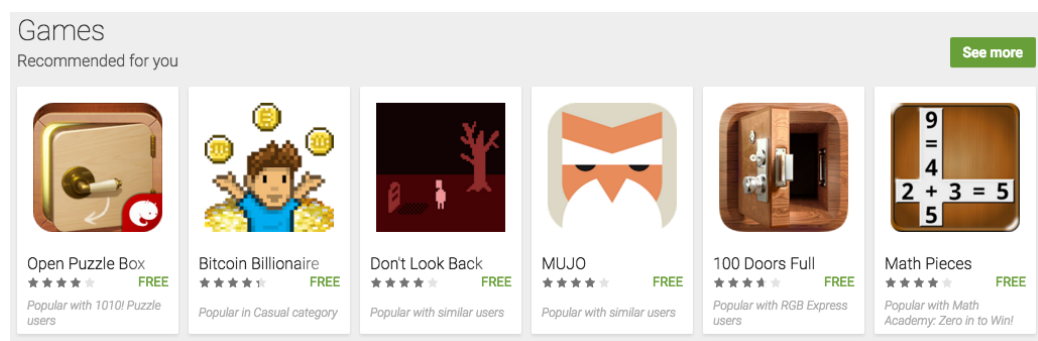 Games
Recommended for you
See more
9
=
4
2 + 3 = 5
5
Open Puzzle Box
FREE
Popular with 1010! Puzzle
users
Bitcoin Billionaire
FREE
Popular in Casual category
Don't Look Back
FREE
Popular with similar users
MUJO
FREE
Popular with similar users
100 Doors Full
FREE
Popular with RGB Express
users
Math Pieces
FREE
Popular with Math
Academy: Zero in to Win!